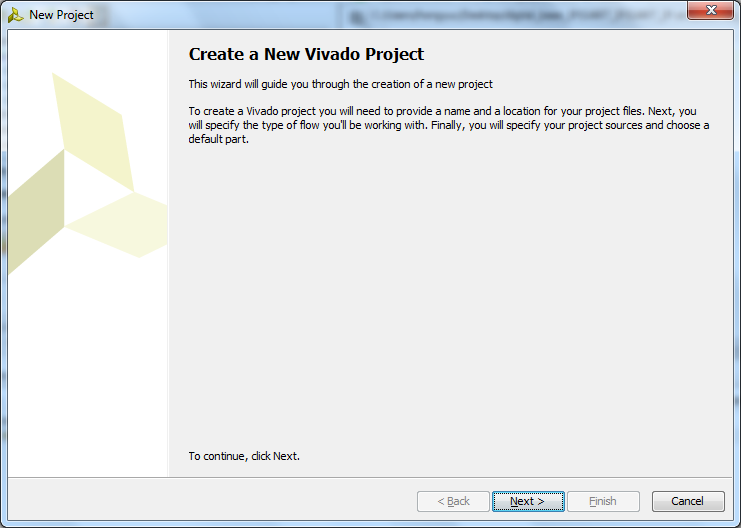 New Project
Create a New Vivado Project
This wizard will guide you through the creation of a new project
To create a Vivado project you will need to provide a name and a location for your project files. Next, you
will specify the type of flow you'll be working with. Finally, you will specify your project sources and choose a
default part.
To continue, click Next.
< Back
Next >
Finish
Cancel